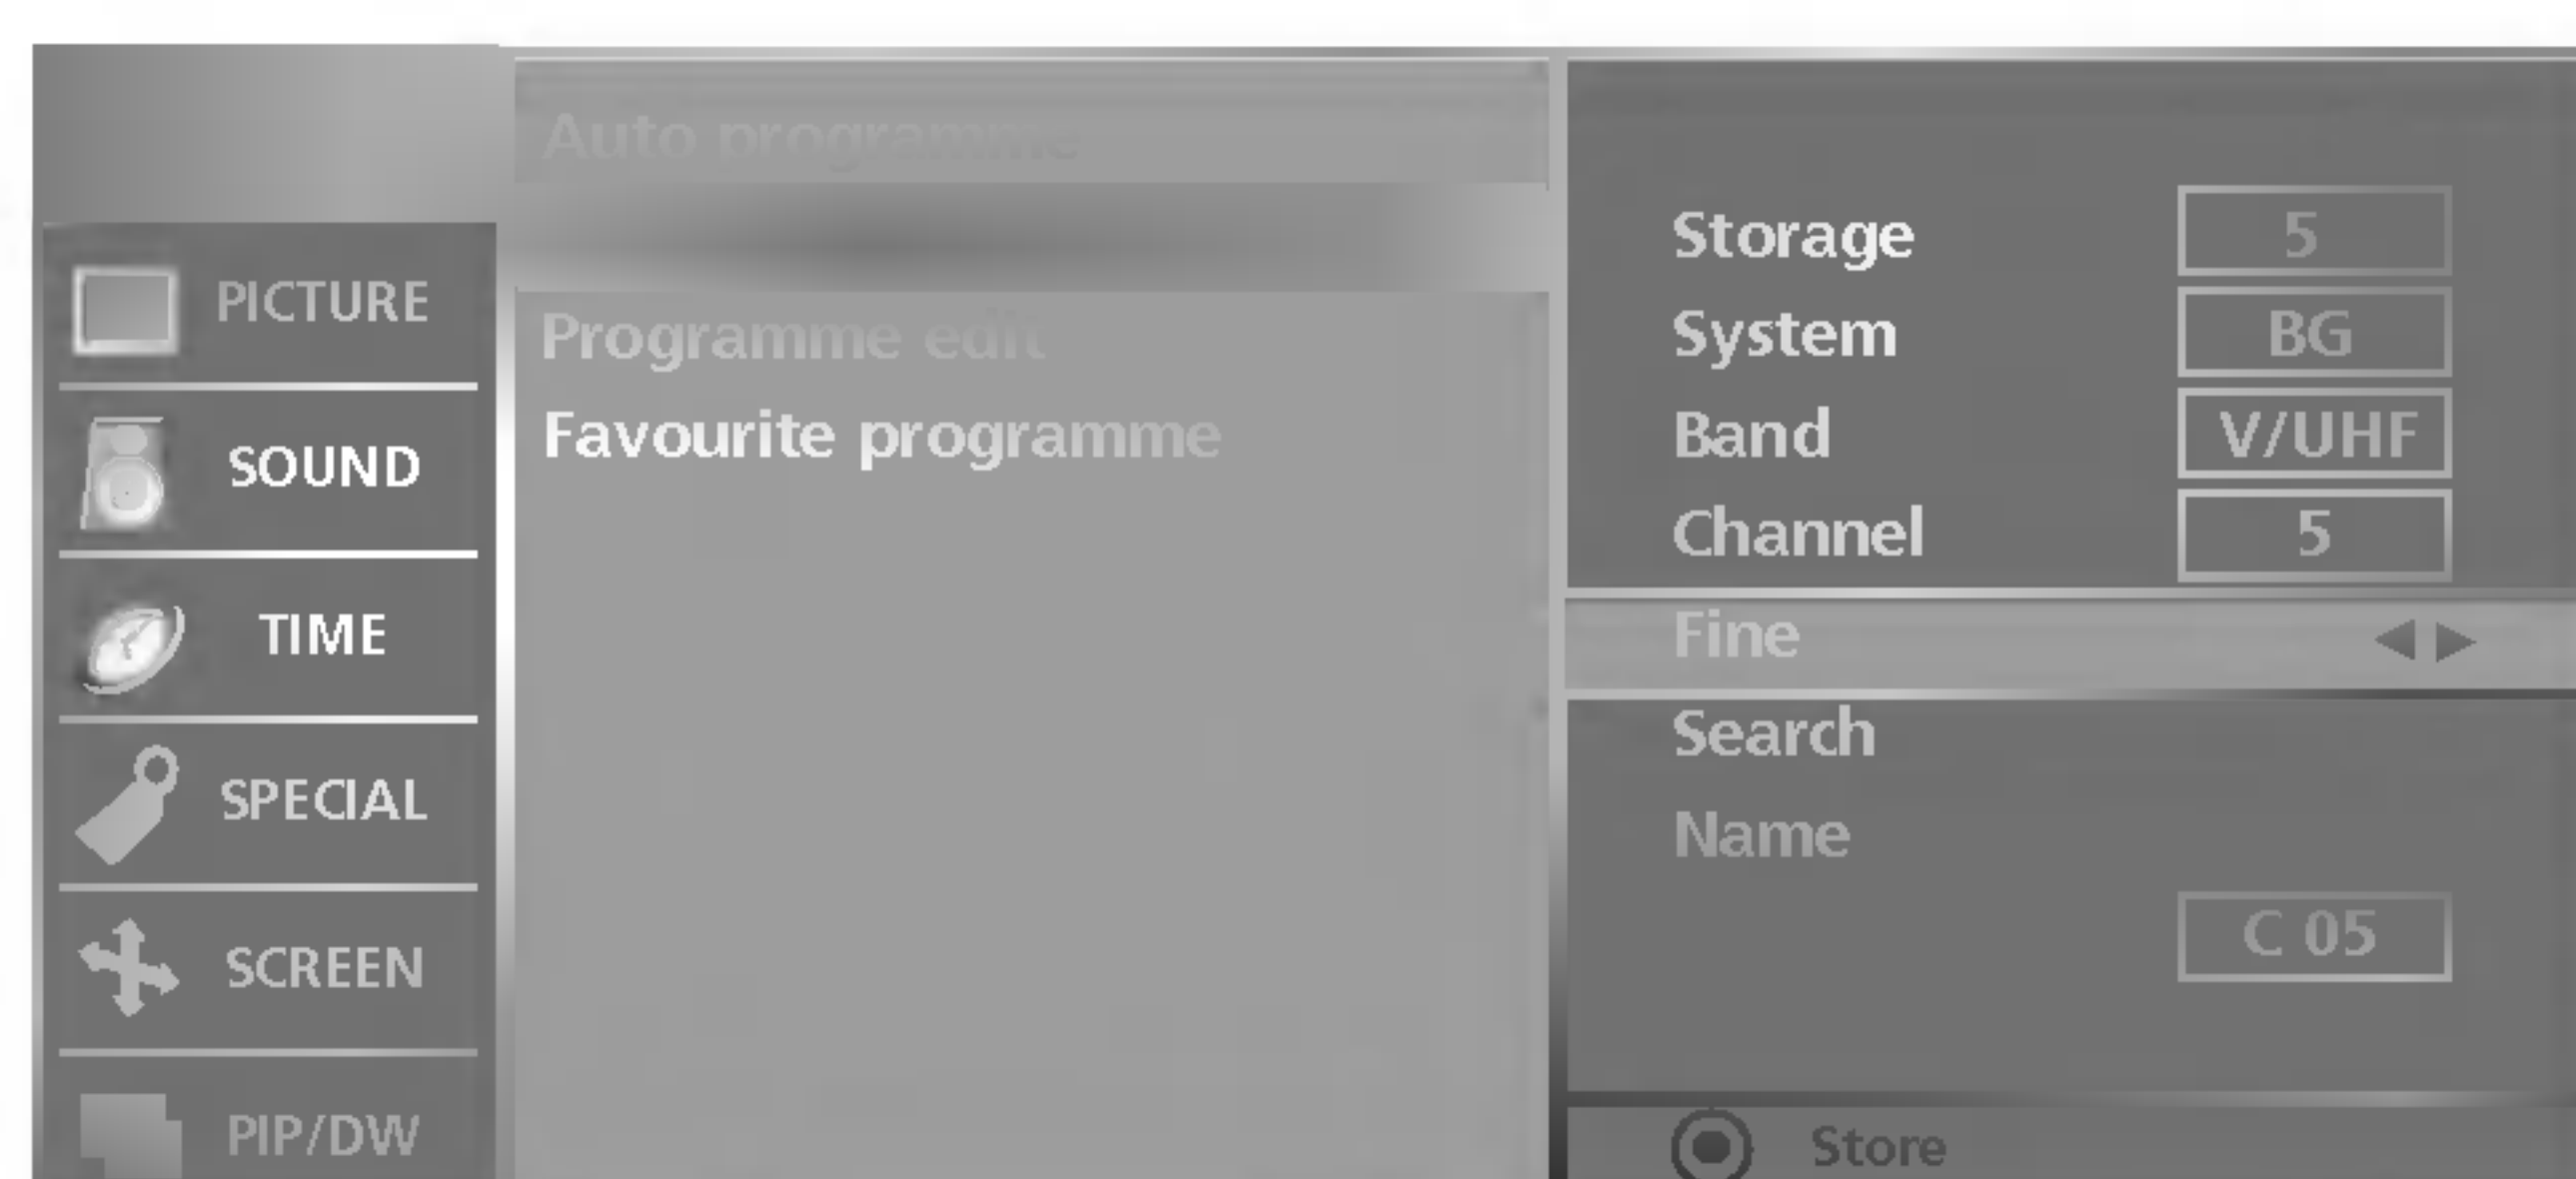 PICTURE
SOUND
TIME
SPECIAL
SCREEN
PIP/DW
Auto programme
Programme edit
Favourite programme
Storage 5
System BG
Band V/UHF
Channel 5
Fine ◀ ▶
Search
Name
C 05
Store